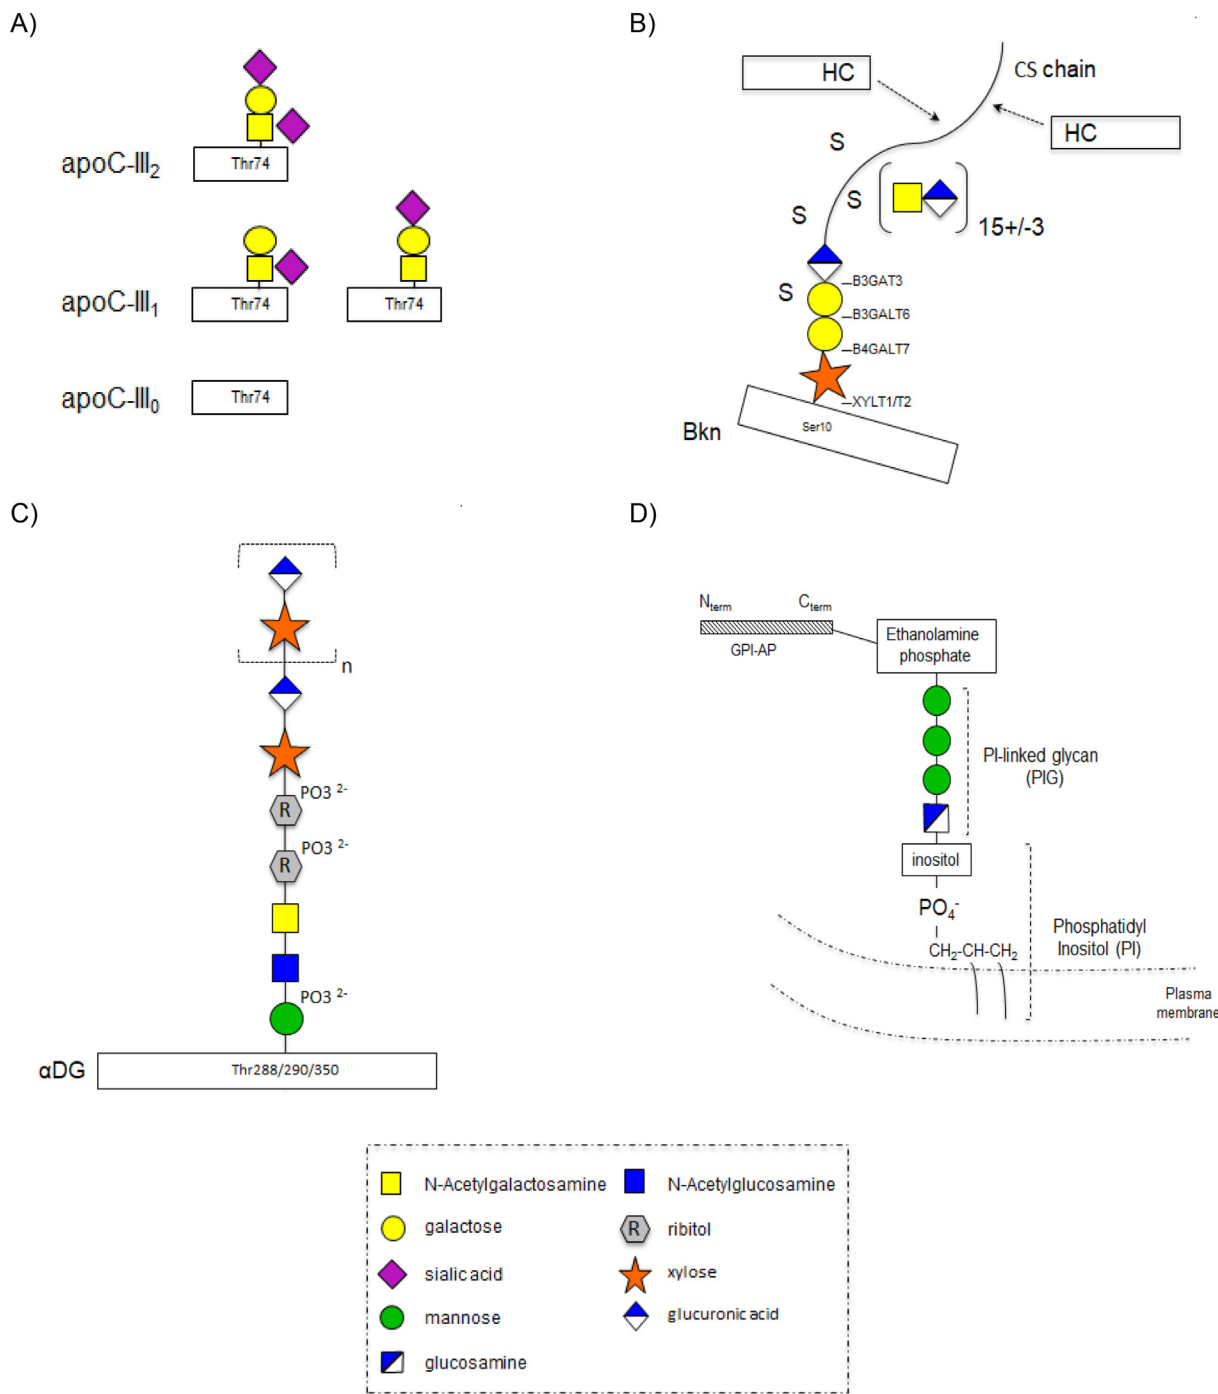 A)
apoC-III₂
Thr74
apoC-III₁
Thr74
Thr74
apoC-III₀
Thr74
B)
HC
CS chain
HC
S
S
S
15+/-3
S
B3GAT3
B3GALT6
B4GALT7
XYLT1/T2
Bkn
Ser10
C)
n
PO3 ²⁻
R
PO3 ²⁻
R
PO3 ²⁻
αDG
Thr288/290/350
D)
Nterm
Cterm
GPI-AP
Ethanolamine
phosphate
PI-linked glycan
(PIG)
inositol
PO₄⁻
CH₂-CH-CH₂
Phosphatidyl
Inositol (PI)
Plasma
membrane
N-Acetylgalactosamine
N-Acetylglucosamine
galactose
R
ribitol
sialic acid
xylose
mannose
glucuronic acid
glucosamine